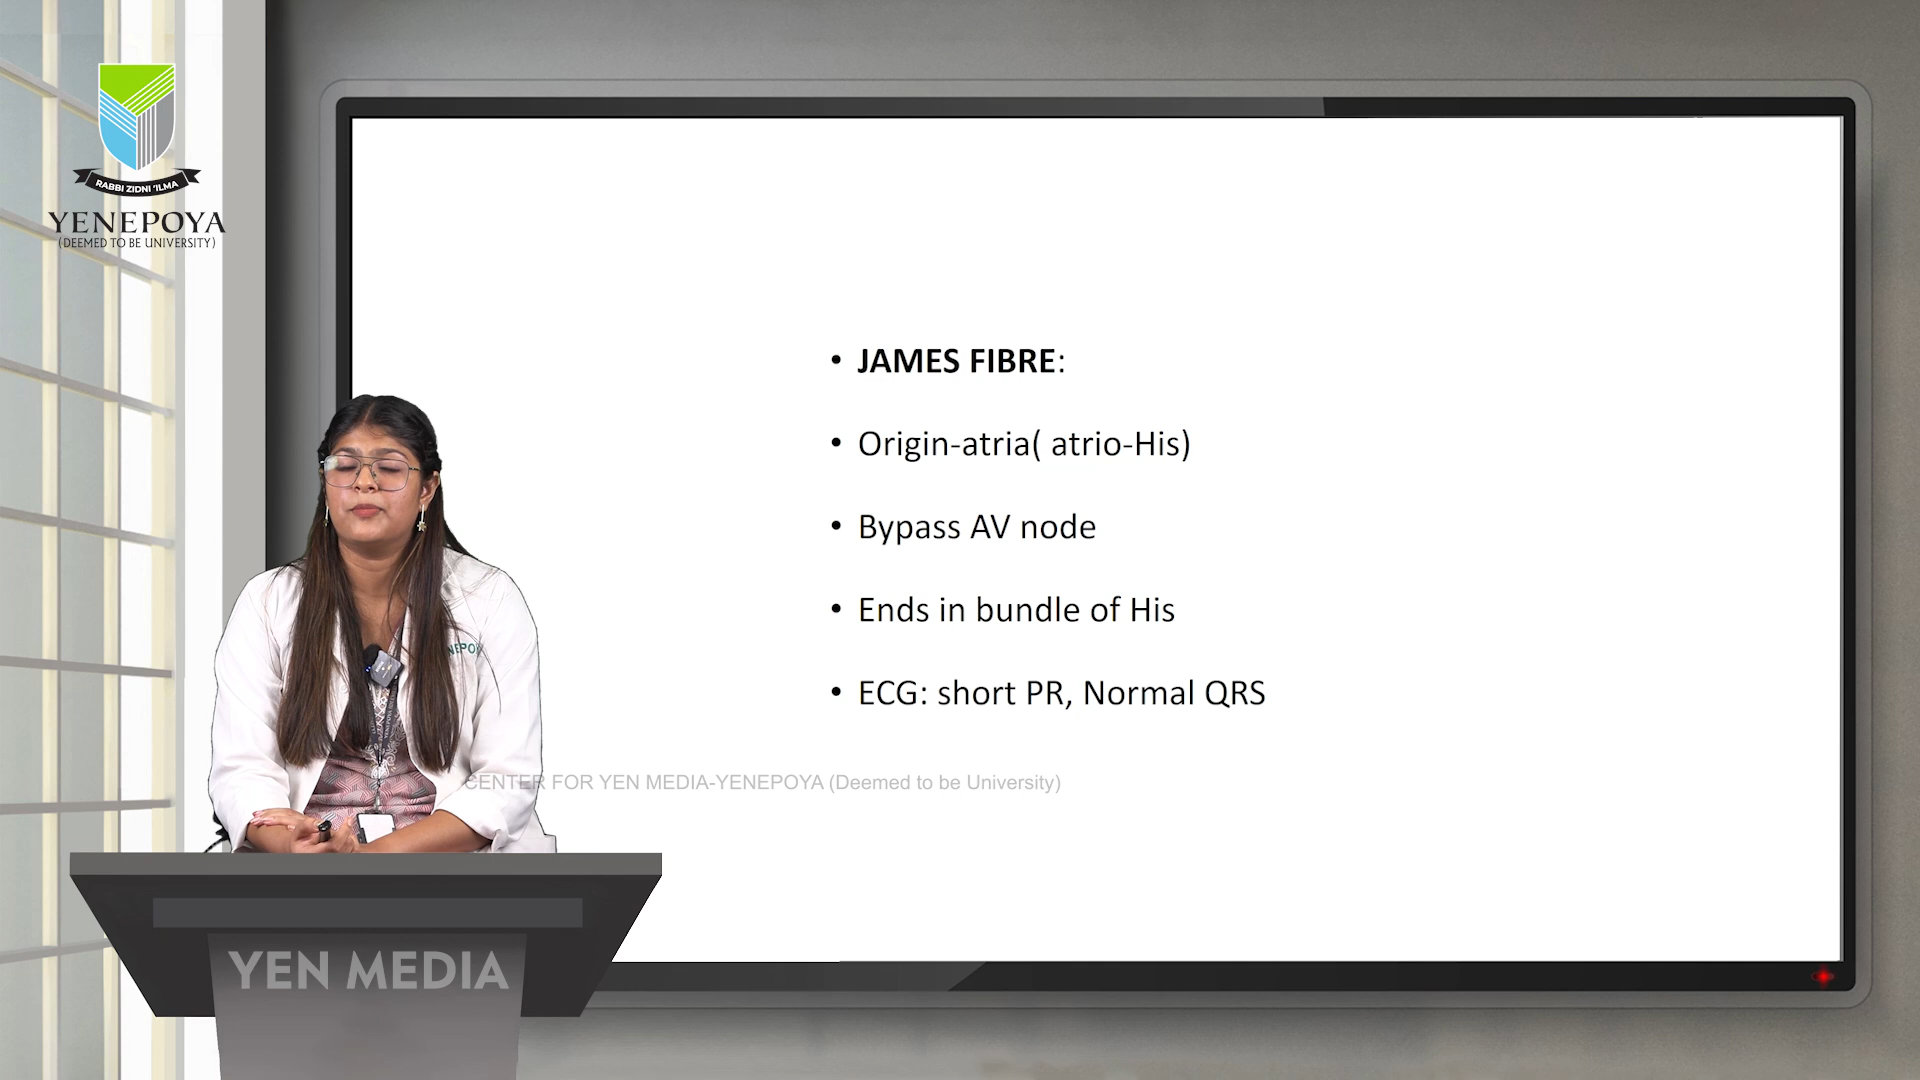 RABBI ZIDNI 'ILMA
YENEPOYA
(DEEMED TO BE UNIVERSITY)
• JAMES FIBRE:
• Origin-atria( atrio-His)
• Bypass AV node
• Ends in bundle of His
• ECG: short PR, Normal QRS
NEPO
CENTER FOR YEN MEDIA-YENEPOYA (Deemed to be University)
YEN MEDIA